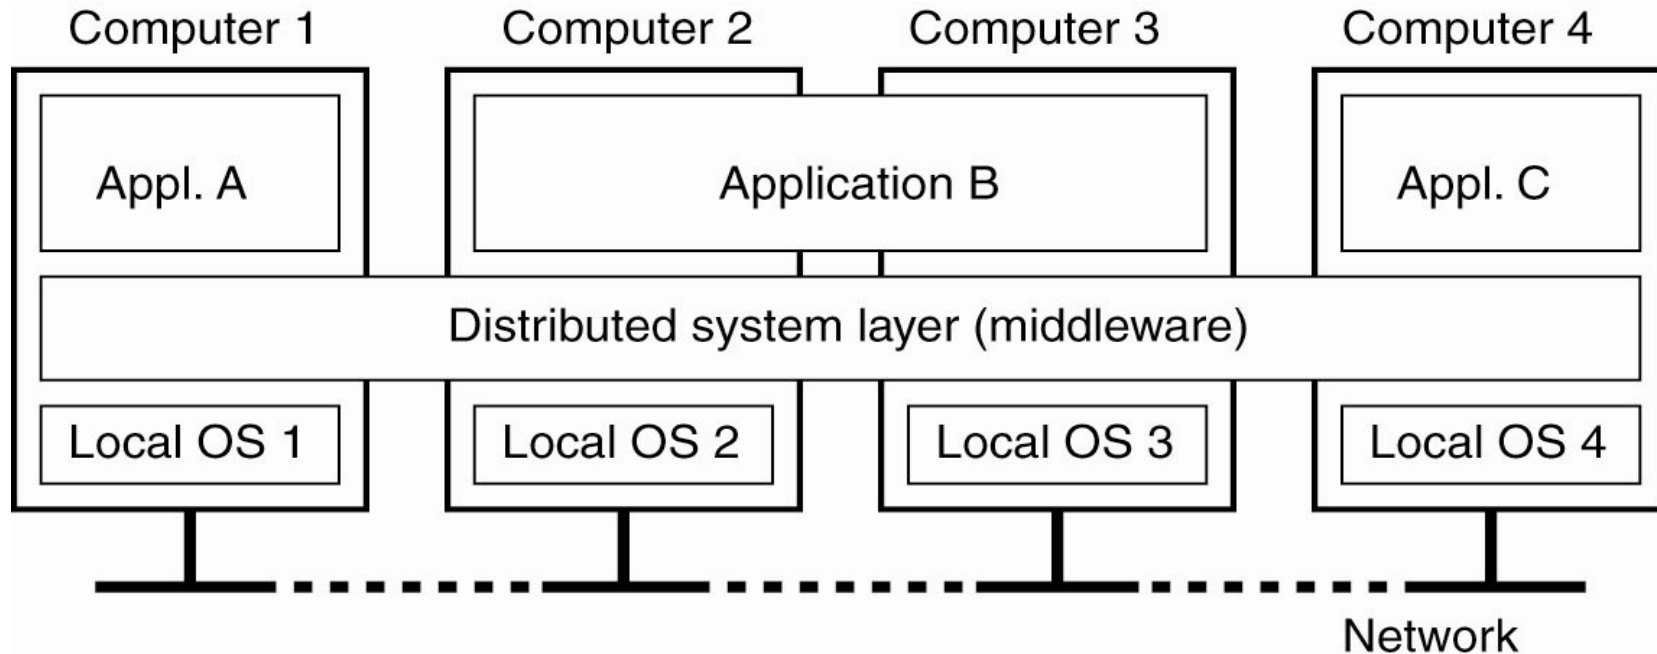 Computer 1 Computer 2 Computer 3 Computer 4
Appl. A Application B Appl. C
Distributed system layer (middleware)
Local OS 1 Local OS 2 Local OS 3 Local OS 4
Network